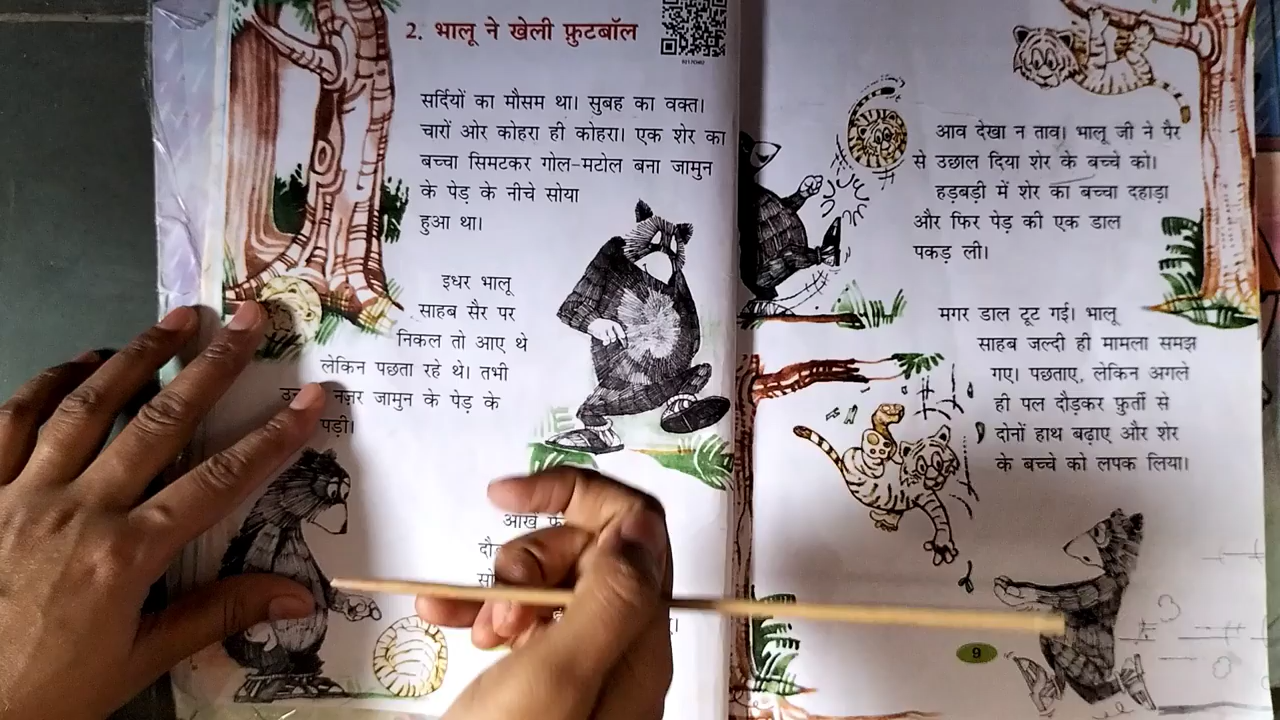 2. भालू ने खेली फ़ुटबॉल
सर्दियों का मौसम था। सुबह का वक्त।
चारों ओर कोहरा ही कोहरा। एक शेर का
बच्चा सिमटकर गोल-मटोल बना जामुन
के पेड़ के नीचे सोया
हुआ था।
इधर भालू
साहब सैर पर
निकल तो आए थे
लेकिन पछता रहे थे। तभी
नज़र जामुन के पेड़ के
पड़ी।
आव देखा न ताव। भालू जी ने पैर
से उछाल दिया शेर के बच्चे को।
हड़बड़ी में शेर का बच्चा दहाड़ा
और फिर पेड़ की एक डाल
पकड़ ली।
मगर डाल टूट गई। भालू
साहब जल्दी ही मामला समझ
गए। पछताए, लेकिन अगले
ही पल दौड़कर फ़ुर्ती से
दोनों हाथ बढ़ाए और शेर
के बच्चे को लपक लिया।
9